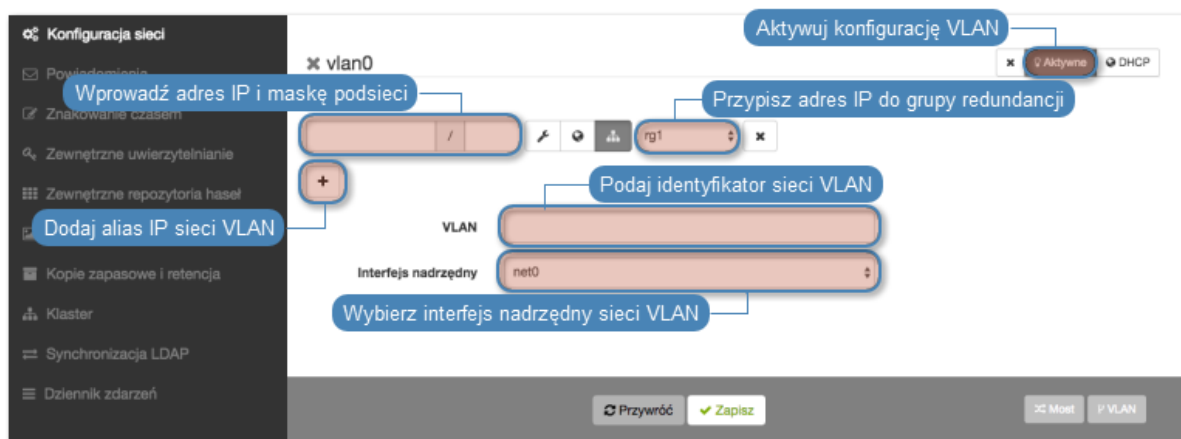 Konfiguracja sieci
Aktywuj konfigurację VLAN
vlan0
Aktywne
DHCP
Powiadomienia
Wprowadź adres IP i maskę podsieci
Przypisz adres IP do grupy redundancji
Znakowanie czasem
/
rg1
Zewnętrzne uwierzytelnianie
+
Podaj identyfikator sieci VLAN
Zewnętrzne repozytoria haseł
Dodaj alias IP sieci VLAN
VLAN
Kopie zapasowe i retencja
Interfejs nadrzędny
net0
Wybierz interfejs nadrzędny sieci VLAN
Klaster
Synchronizacja LDAP
Dziennik zdarzeń
Przywróć
Zapisz
Most
VLAN